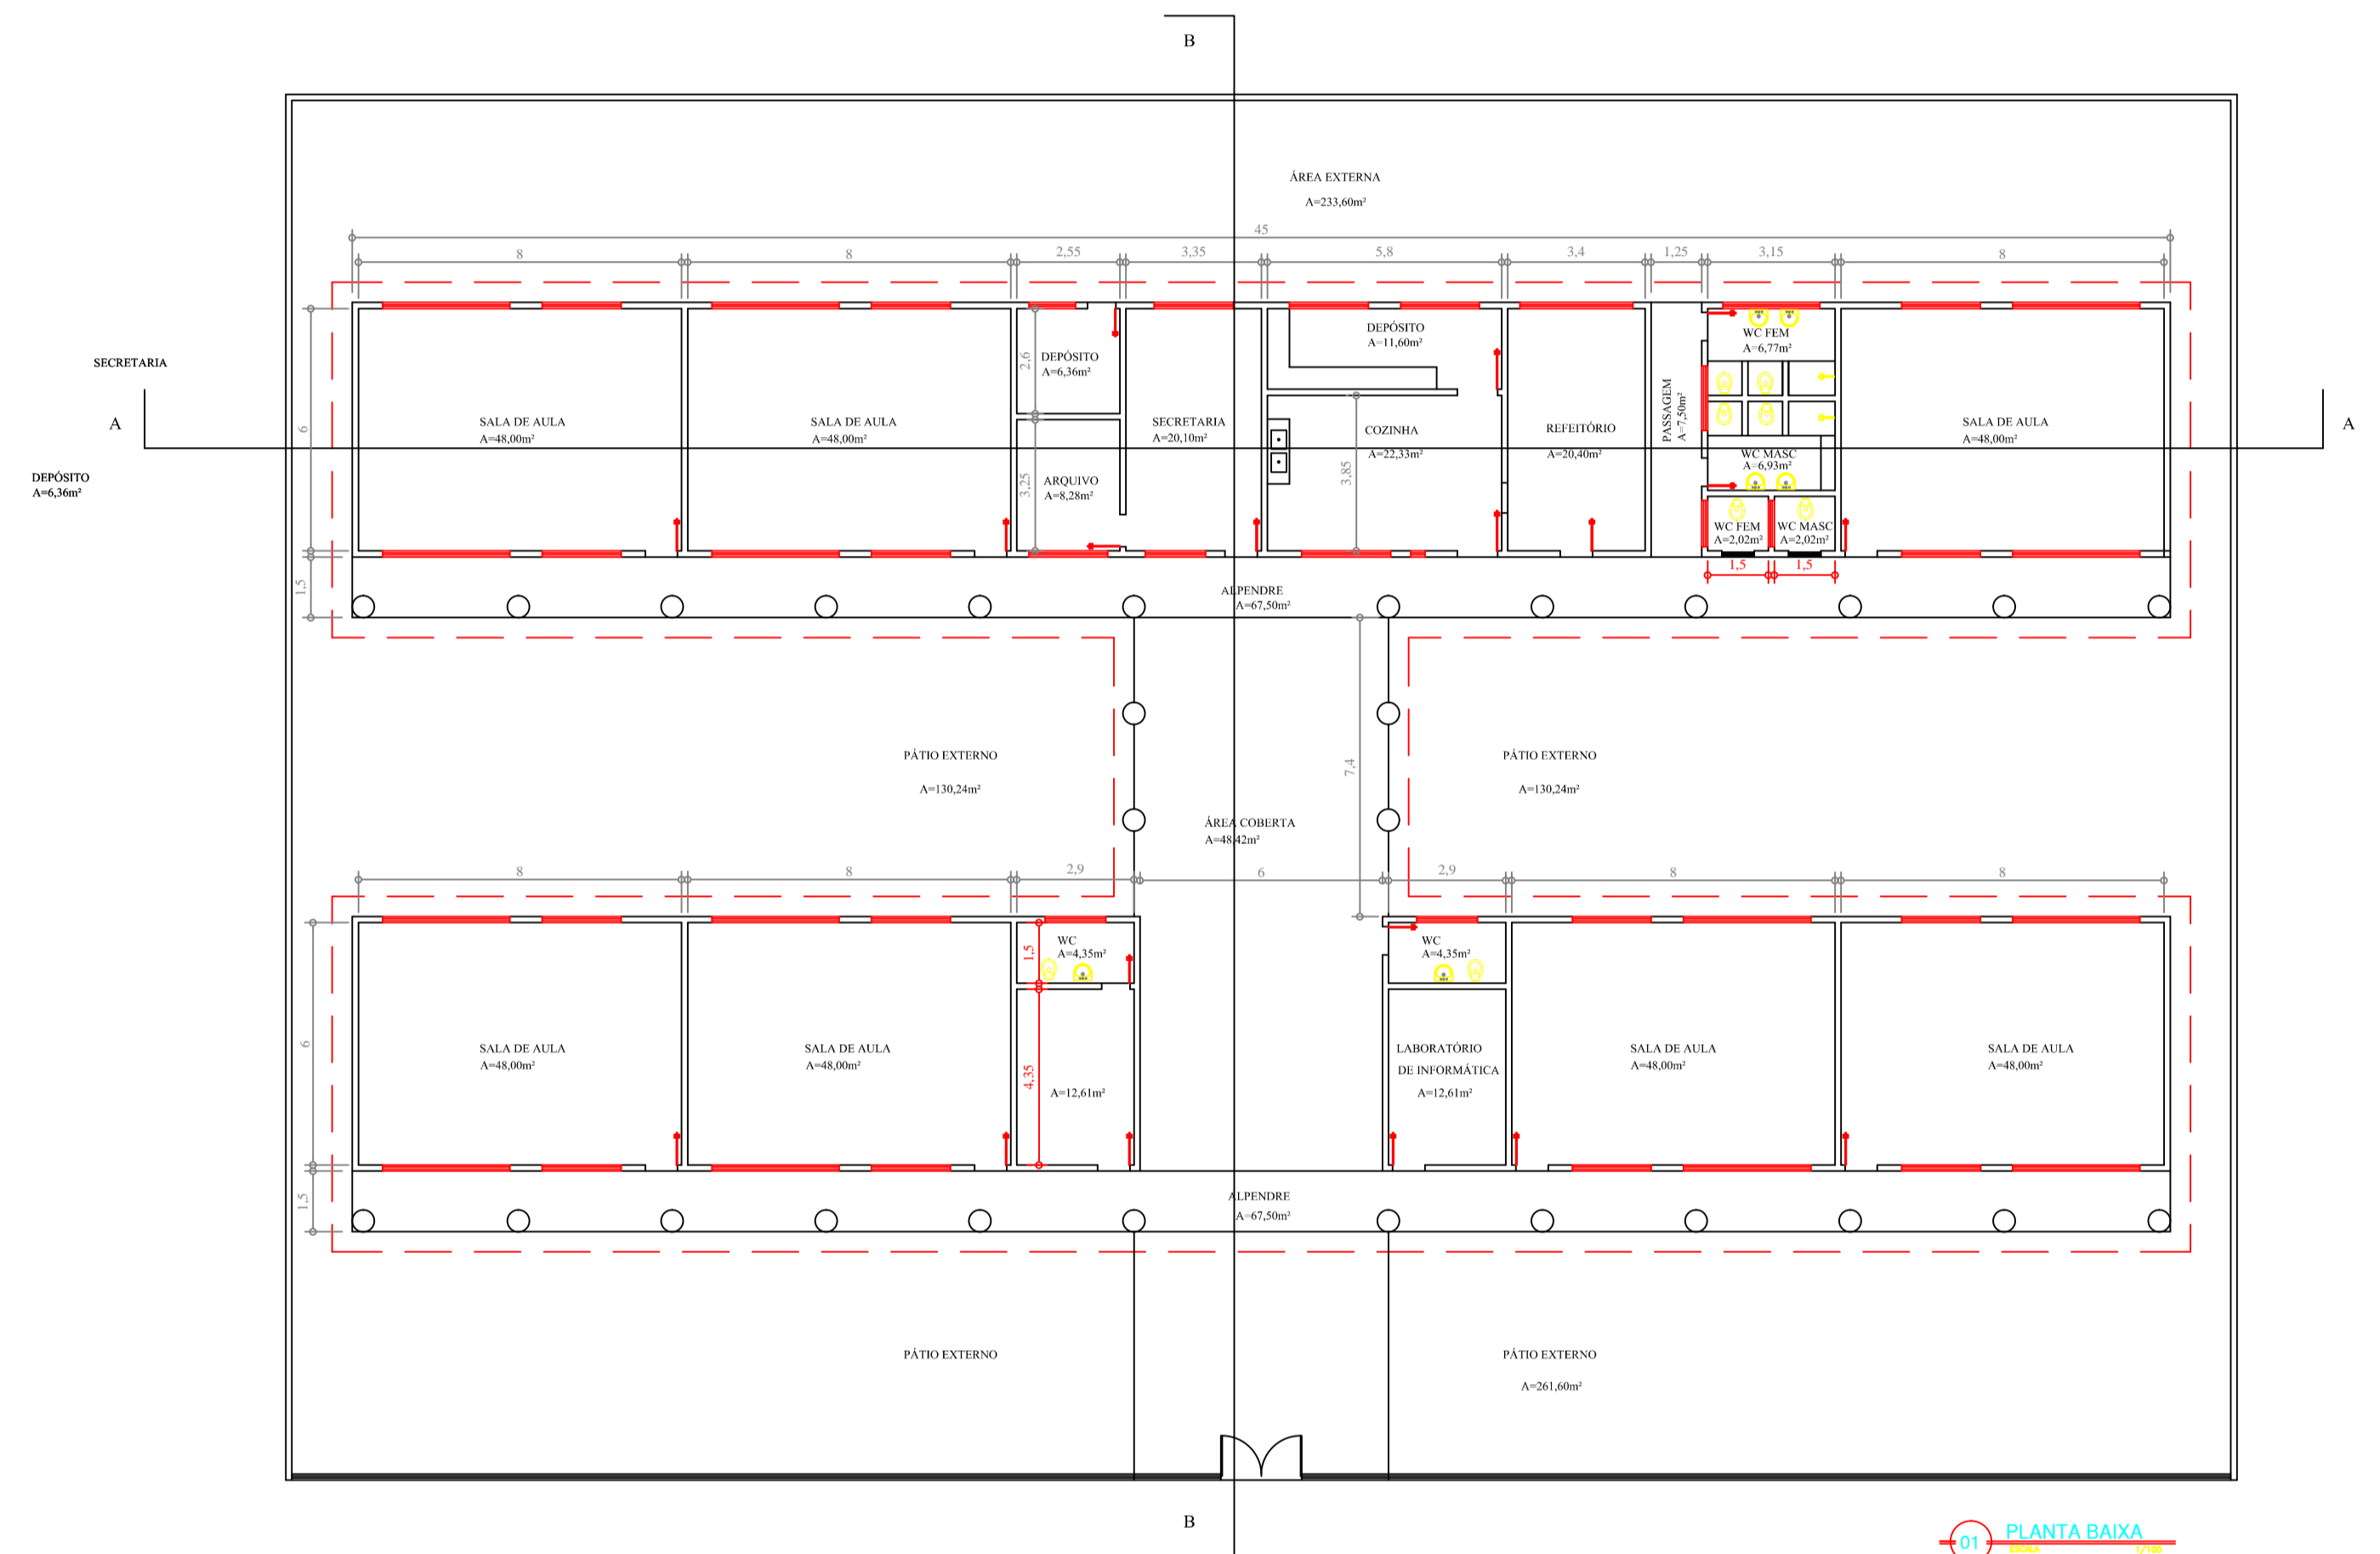 B
ÁREA EXTERNA
A=233,60m²
45
8
8
2,55
3,35
5,8
3,4
1,25
3,15
8
SECRETARIA
A
DEPÓSITO
A=6,36m²
6
1,5
SALA DE AULA
A=48,00m²
SALA DE AULA
A=48,00m²
2,6
DEPÓSITO
A=6,36m²
3,25
ARQUIVO
A=8,28m²
SECRETARIA
A=20,10m²
DEPÓSITO
A=11,60m²
COZINHA
A=22,33m²
3,85
REFEITÓRIO
A=20,40m²
PASSAGEM
A=7,50m²
WC FEM
A=6,77m²
WC MASC
A=6,93m²
WC FEM
A=2,02m²
WC MASC
A=2,02m²
1,5
1,5
SALA DE AULA
A=48,00m²
A
ALPENDRE
A=67,50m²
PÁTIO EXTERNO
A=130,24m²
7,4
PÁTIO EXTERNO
A=130,24m²
ÁREA COBERTA
A=48,42m²
8
8
2,9
6
2,9
8
8
6
1,5
SALA DE AULA
A=48,00m²
SALA DE AULA
A=48,00m²
1,5
WC
A=4,35m²
4,35
A=12,61m²
WC
A=4,35m²
LABORATÓRIO
DE INFORMÁTICA
A=12,61m²
SALA DE AULA
A=48,00m²
SALA DE AULA
A=48,00m²
ALPENDRE
A=67,50m²
PÁTIO EXTERNO
PÁTIO EXTERNO
A=261,60m²
B
01
PLANTA BAIXA
ESCALA 1/100